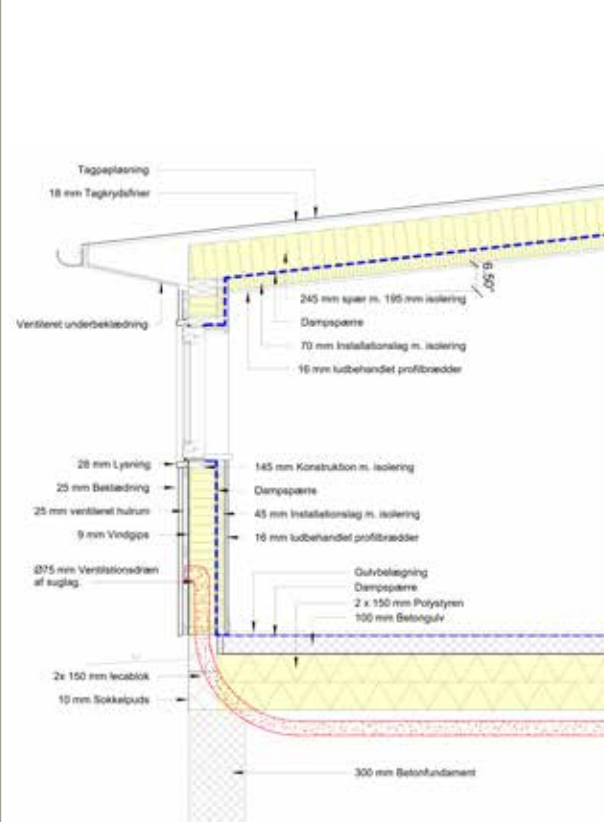 Tagpapløsning
18 mm Tagkrydsfiner
6.50°
245 mm spær m. 195 mm isolering
Dampspærre
Ventileret underbeklædning
70 mm Installationslag m. isolering
16 mm ludbehandlet profilbrædder
28 mm Lysning
145 mm Konstruktion m. isolering
25 mm Beklædning
Dampspærre
25 mm ventileret hulrum
45 mm Installationslag m. isolering
9 mm Vindgips
16 mm ludbehandlet profilbrædder
Ø75 mm Ventilstionsdræn
af suglag.
Gulvbelægning
Dampspærre
2 x 150 mm Polystyren
100 mm Betongulv
2x 150 mm lecablok
10 mm Sokkelpuds
300 mm Betonfundament